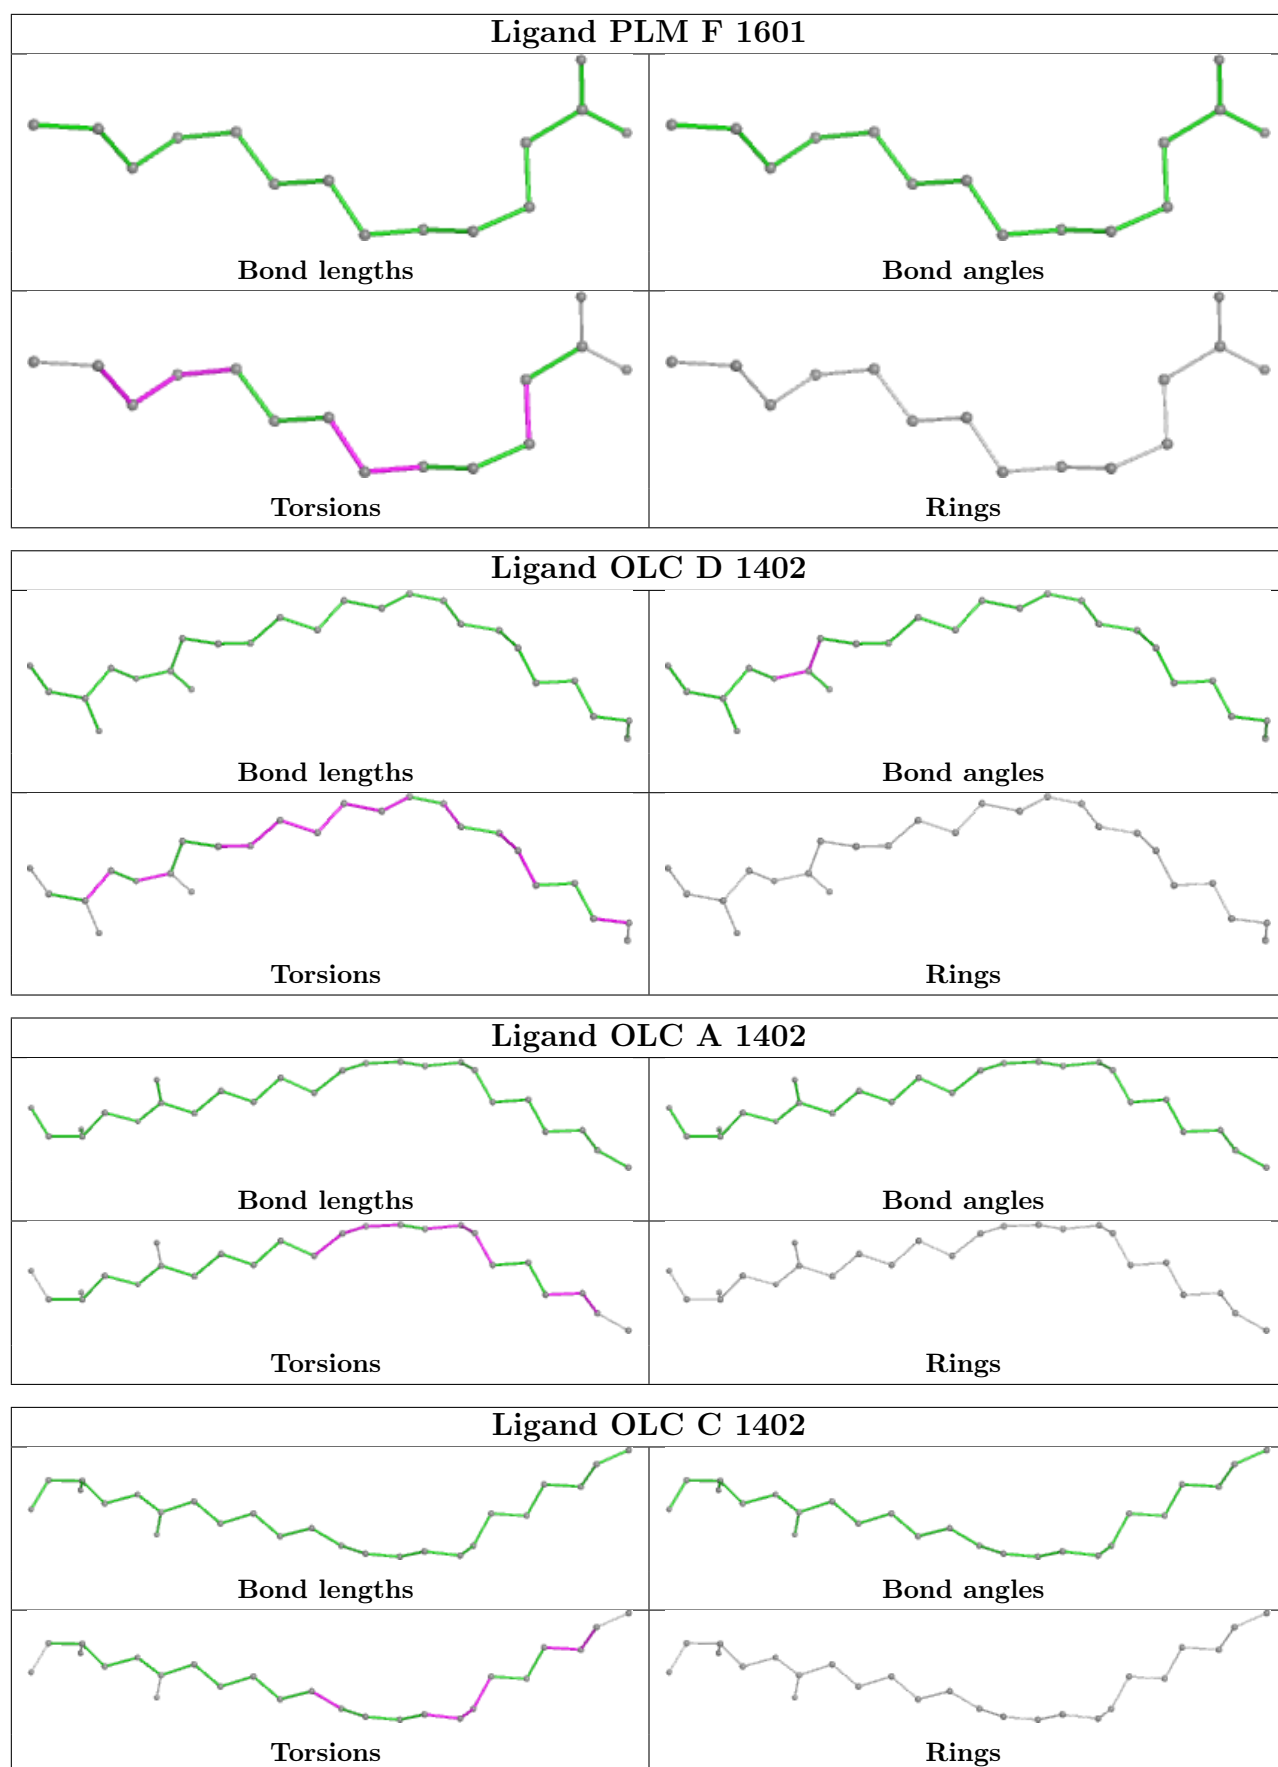 Ligand PLM F 1601
Bond lengths
Bond angles
Torsions
Rings
Ligand OLC D 1402
Bond lengths
Bond angles
Torsions
Rings
Ligand OLC A 1402
Bond lengths
Bond angles
Torsions
Rings
Ligand OLC C 1402
Bond lengths
Bond angles
Torsions
Rings